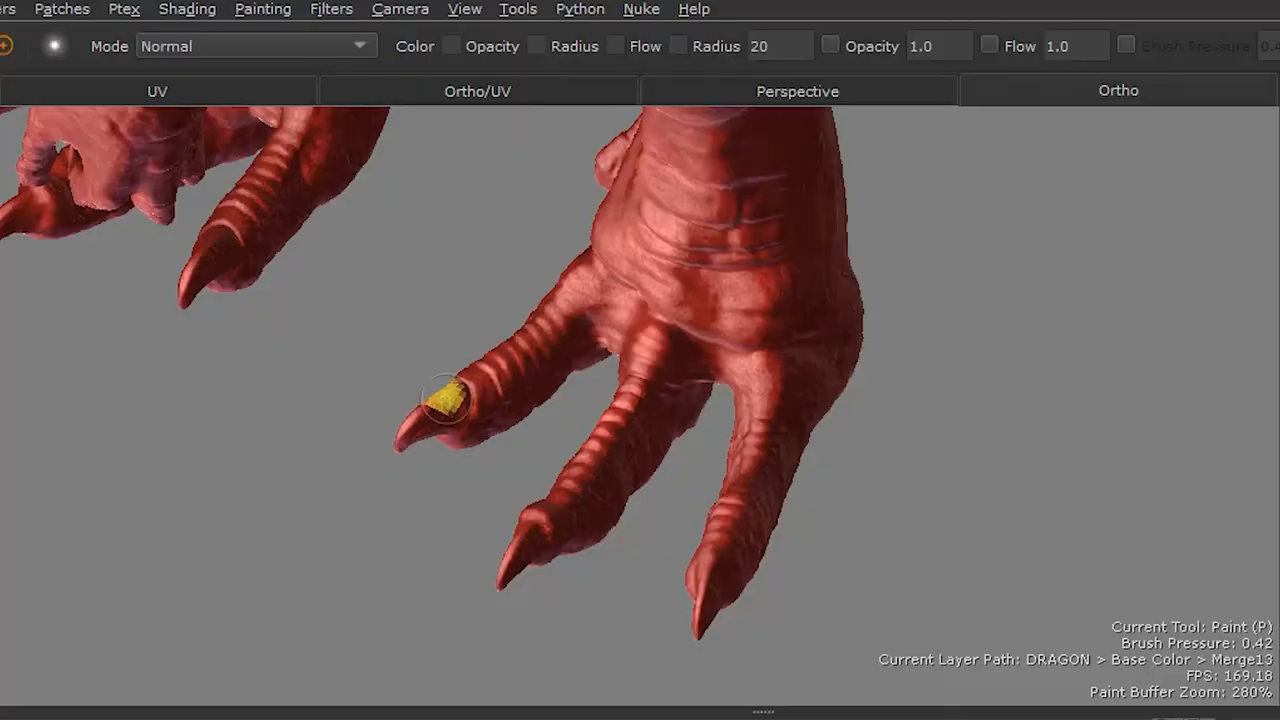 ers Patches Ptex Shading Painting Filters Camera View Tools Python Nuke Help
Mode Normal Color Opacity Radius Flow Radius 20 Opacity 1.0 Flow 1.0 Brush Pressure 0.4
UV Ortho/UV Perspective Ortho
Current Tool: Paint (P)
Brush Pressure: 0.42
Current Layer Path: DRAGON > Base Color > Merge13
FPS: 169.18
Paint Buffer Zoom: 280%